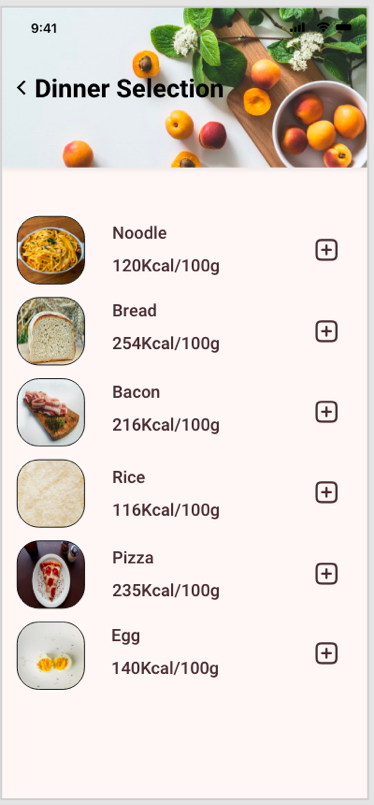 9:41
Dinner Selection
Noodle
120Kcal/100g
Bread
254Kcal/100g
Bacon
216Kcal/100g
Rice
116Kcal/100g
Pizza
235Kcal/100g
Egg
140Kcal/100g